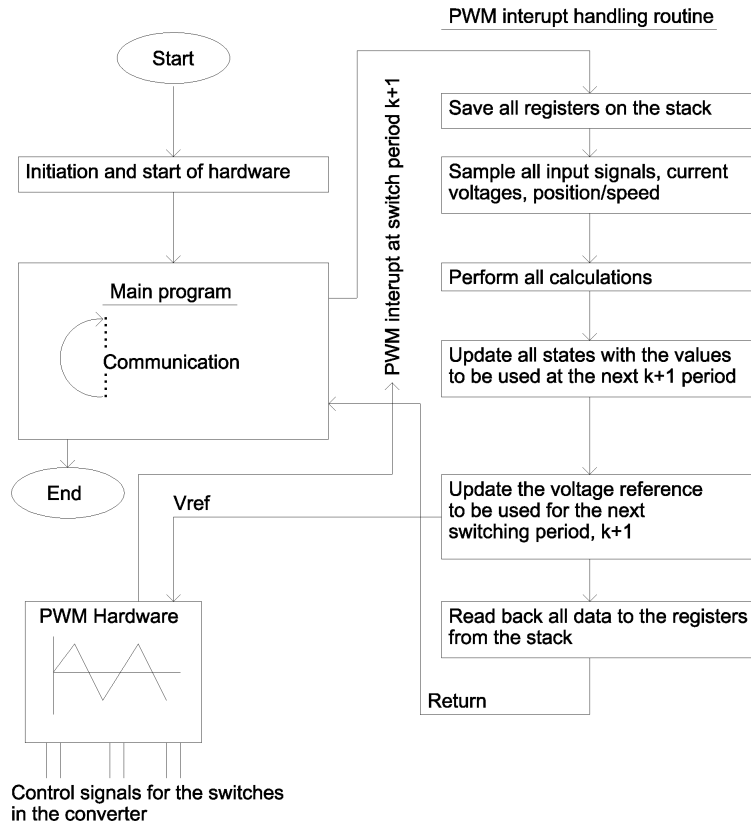 PWM interupt handling routine
Start
Save all registers on the stack
Initiation and start of hardware
Sample all input signals, current
voltages, position/speed
PWM interupt at switch period k+1
Perform all calculations
Main program
Communication
Update all states with the values
to be used at the next k+1 period
End
Vref
Update the voltage reference
to be used for the next
switching period, k+1
PWM Hardware
Read back all data to the registers
from the stack
Return
Control signals for the switches
in the converter